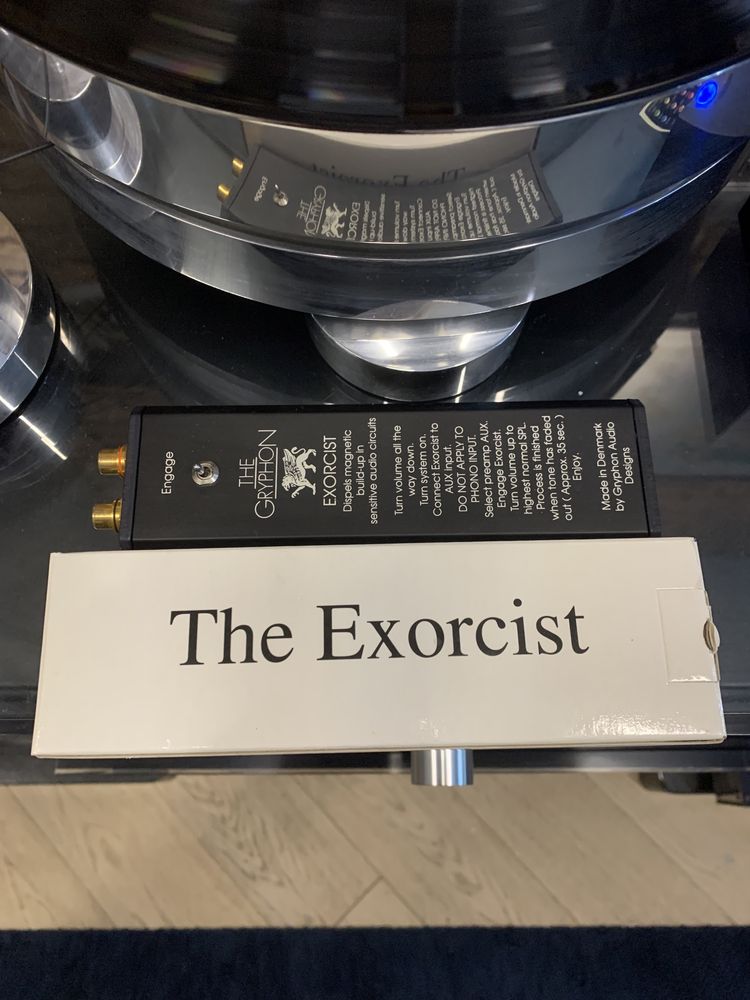 Engage
THE
GRYPHON
EXORCIST
Dispels magnetic
build-up in
sensitive audio circuits
Turn volume all the
way down.
Turn system on.
Connect Exorcist to
AUX Input.
DO NOT APPLY TO
PHONO INPUT.
Select preamp AUX.
Engage Exorcist.
Turn volume up to
highest normal SPL.
Process is finished
when tone has faded
out ( Approx. 35 sec. )
Enjoy.
Made in Denmark
by Gryphon Audio
Designs
The Exorcist